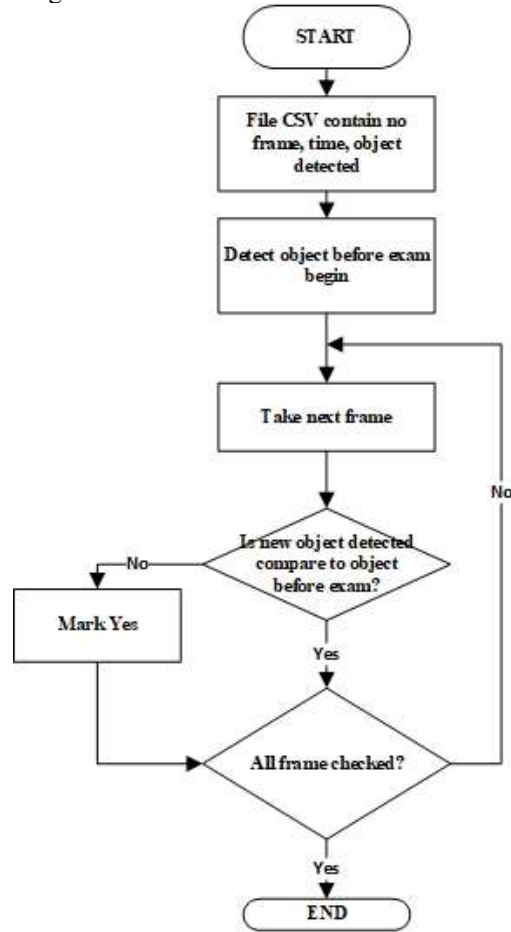 START
File CSV contain no
frame, time, object
detected
Detect object before exam
begin
Take next frame
No
Is new object detected
compare to object
before exam?
No
Mark Yes
Yes
All frame checked?
Yes
END